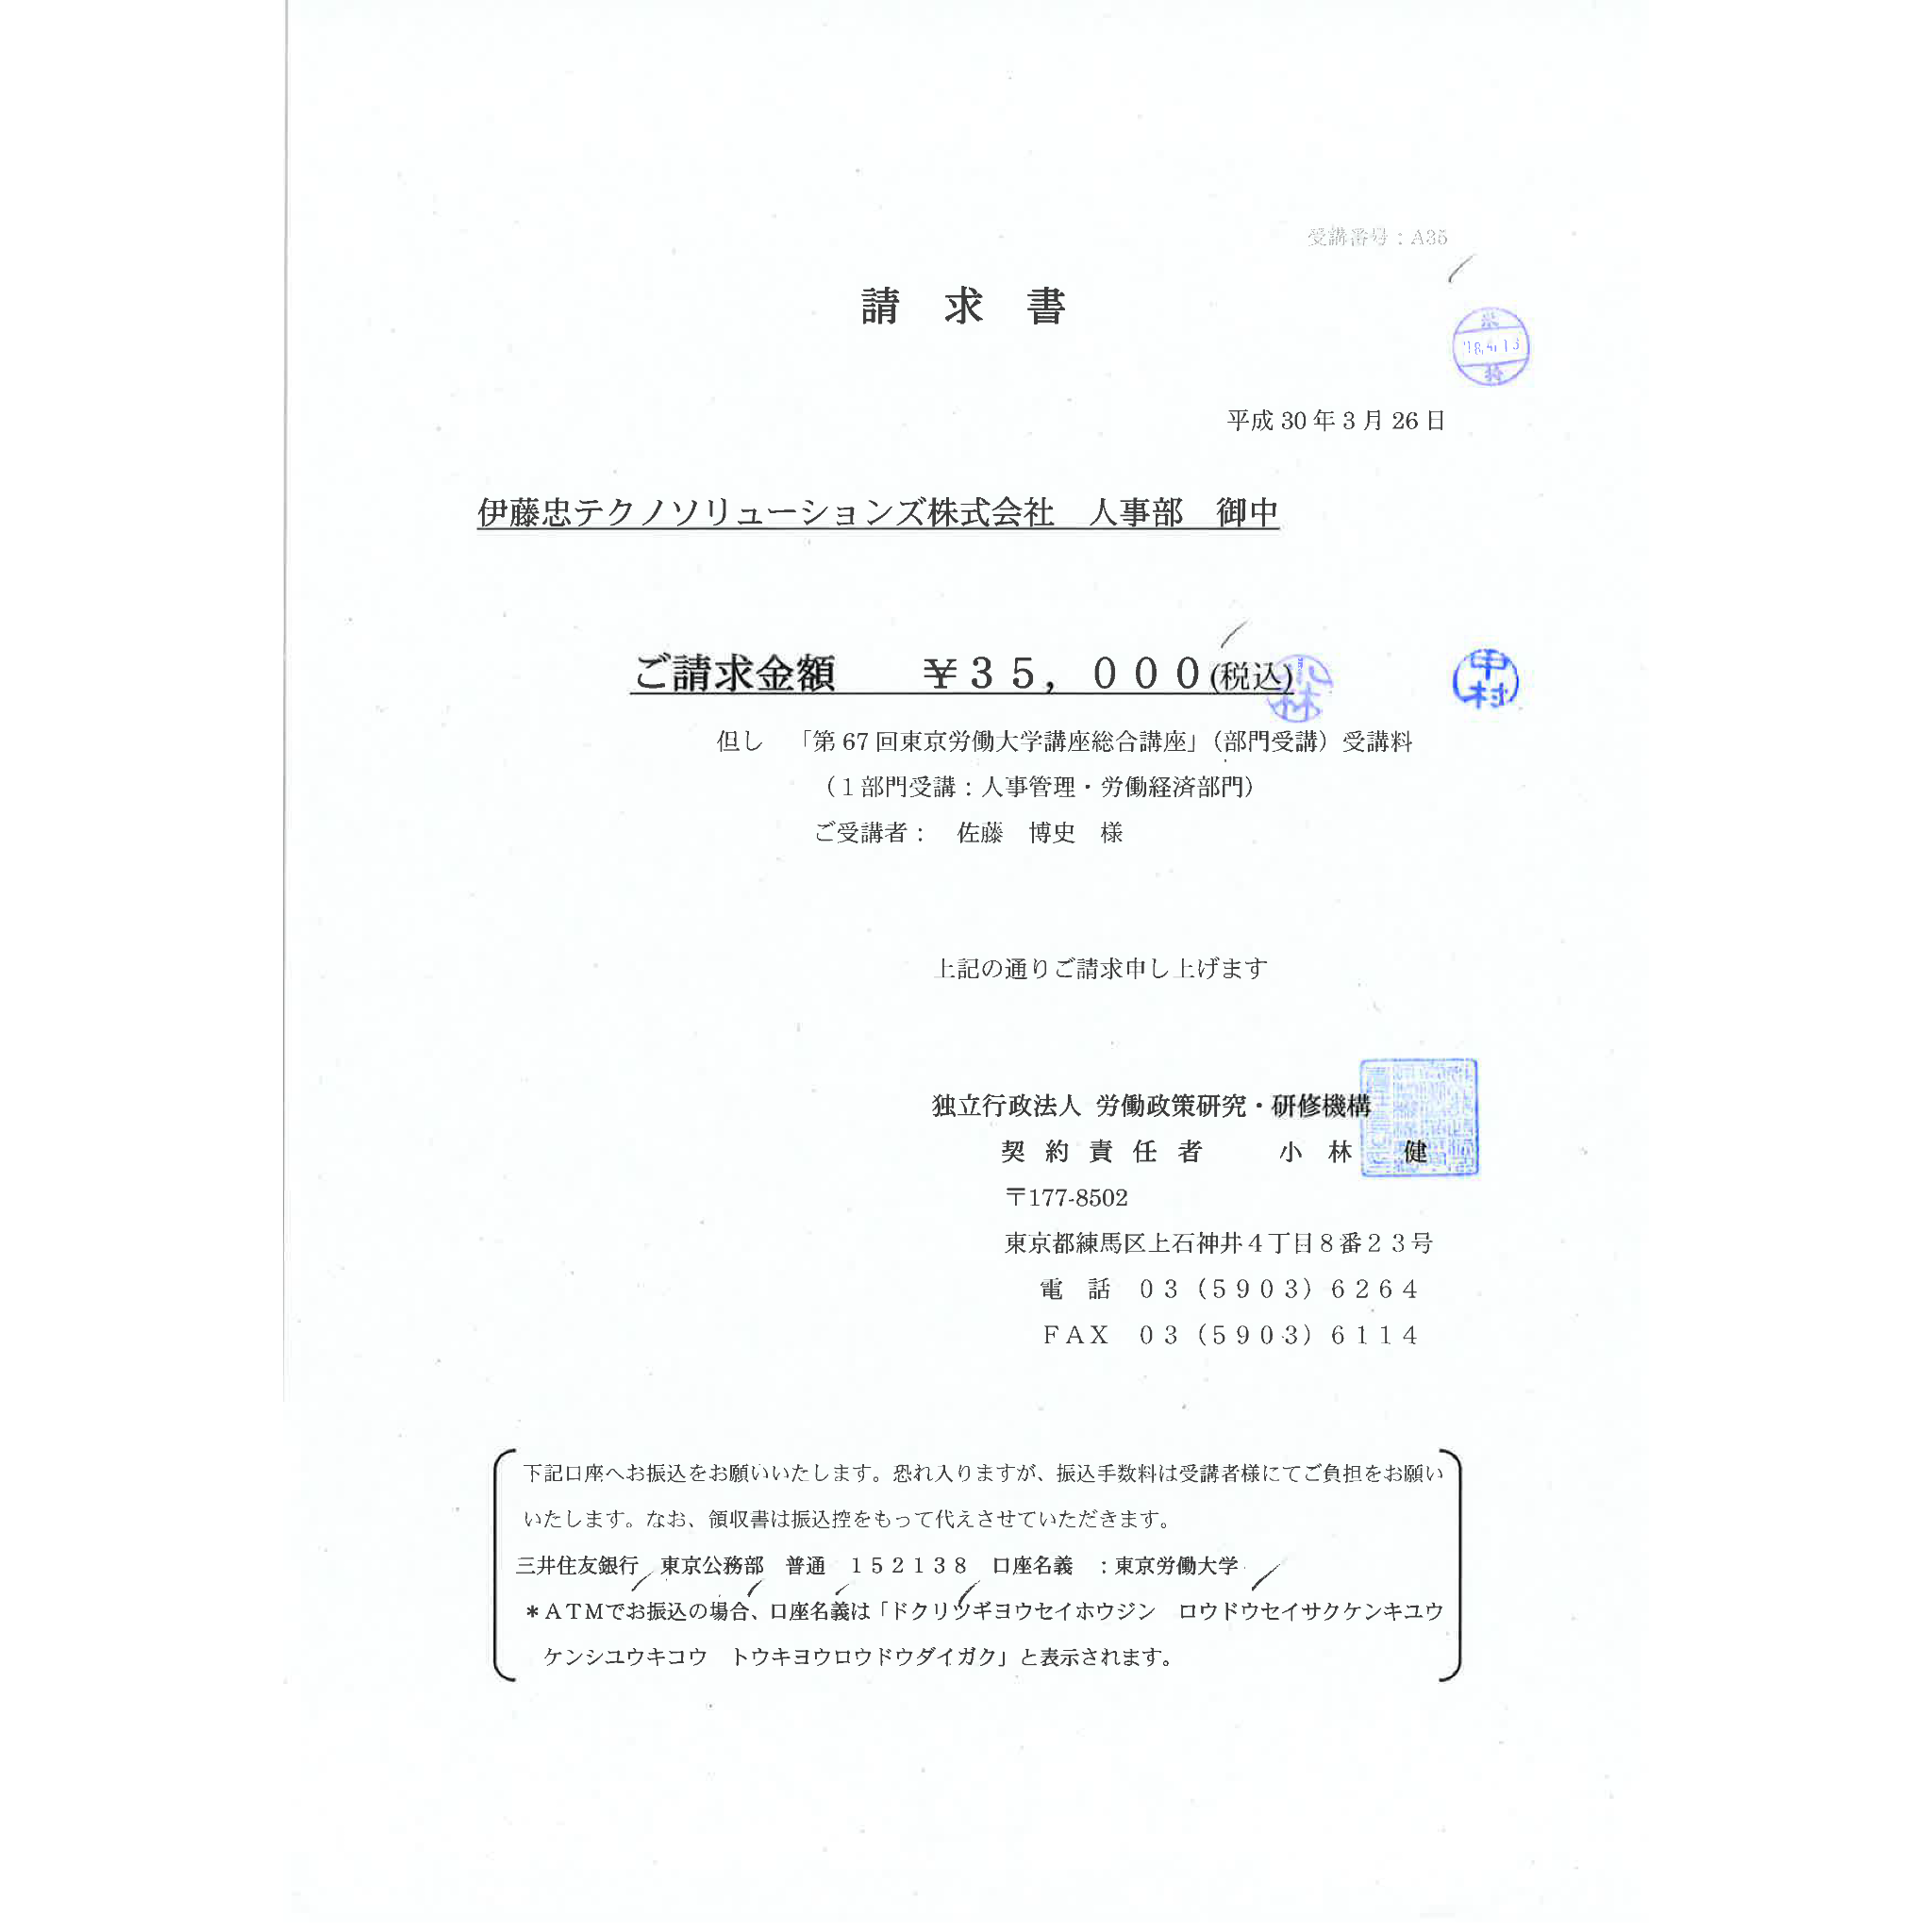 受講番号：A35
請　求　書
'18.4.13
平成 30 年 3 月 26 日
伊藤忠テクノソリューションズ株式会社　人事部　御中
ご請求金額　　￥３５，０００(税込)
小林
中村
但し　「第 67 回東京労働大学講座総合講座」（部門受講）受講料
（１部門受講：人事管理・労働経済部門）
ご受講者：　佐藤　博史　様
上記の通りご請求申し上げます
独立行政法人 労働政策研究・研修機構
契 約 責 任 者　　小　林　　健
〒177-8502
東京都練馬区上石神井４丁目８番２３号
電　話　０３（５９０３）６２６４
ＦＡＸ　０３（５９０３）６１１４
下記口座へお振込をお願いいたします。恐れ入りますが、振込手数料は受講者様にてご負担をお願い
いたします。なお、領収書は振込控をもって代えさせていただきます。
三井住友銀行　東京公務部　普通　１５２１３８　口座名義　：東京労働大学
＊ＡＴＭでお振込の場合、口座名義は「ドクリツギヨウセイホウジン　ロウドウセイサクケンキユウ
ケンシユウキコウ　トウキヨウロウドウダイガク」と表示されます。